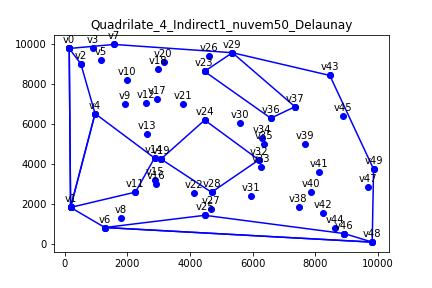 Quadrilate_4_Indirect1_nuvem50_Delaunay
v0 v3 v7
v2 v5 v20 v26 v29
v18 v23 v43
v10
v9 v12 v17 v21
v4 v24 v30 v36 v37 v45
v13 v34 v35 v39
v14 v19 v32 v33
v15 v16 v41 v49
v11 v22 v28 v31 v40 v47
v1 v8 v25 v27 v38 v42
v6 v44 v46 v48
10000
8000
6000
4000
2000
0
0 2000 4000 6000 8000 10000